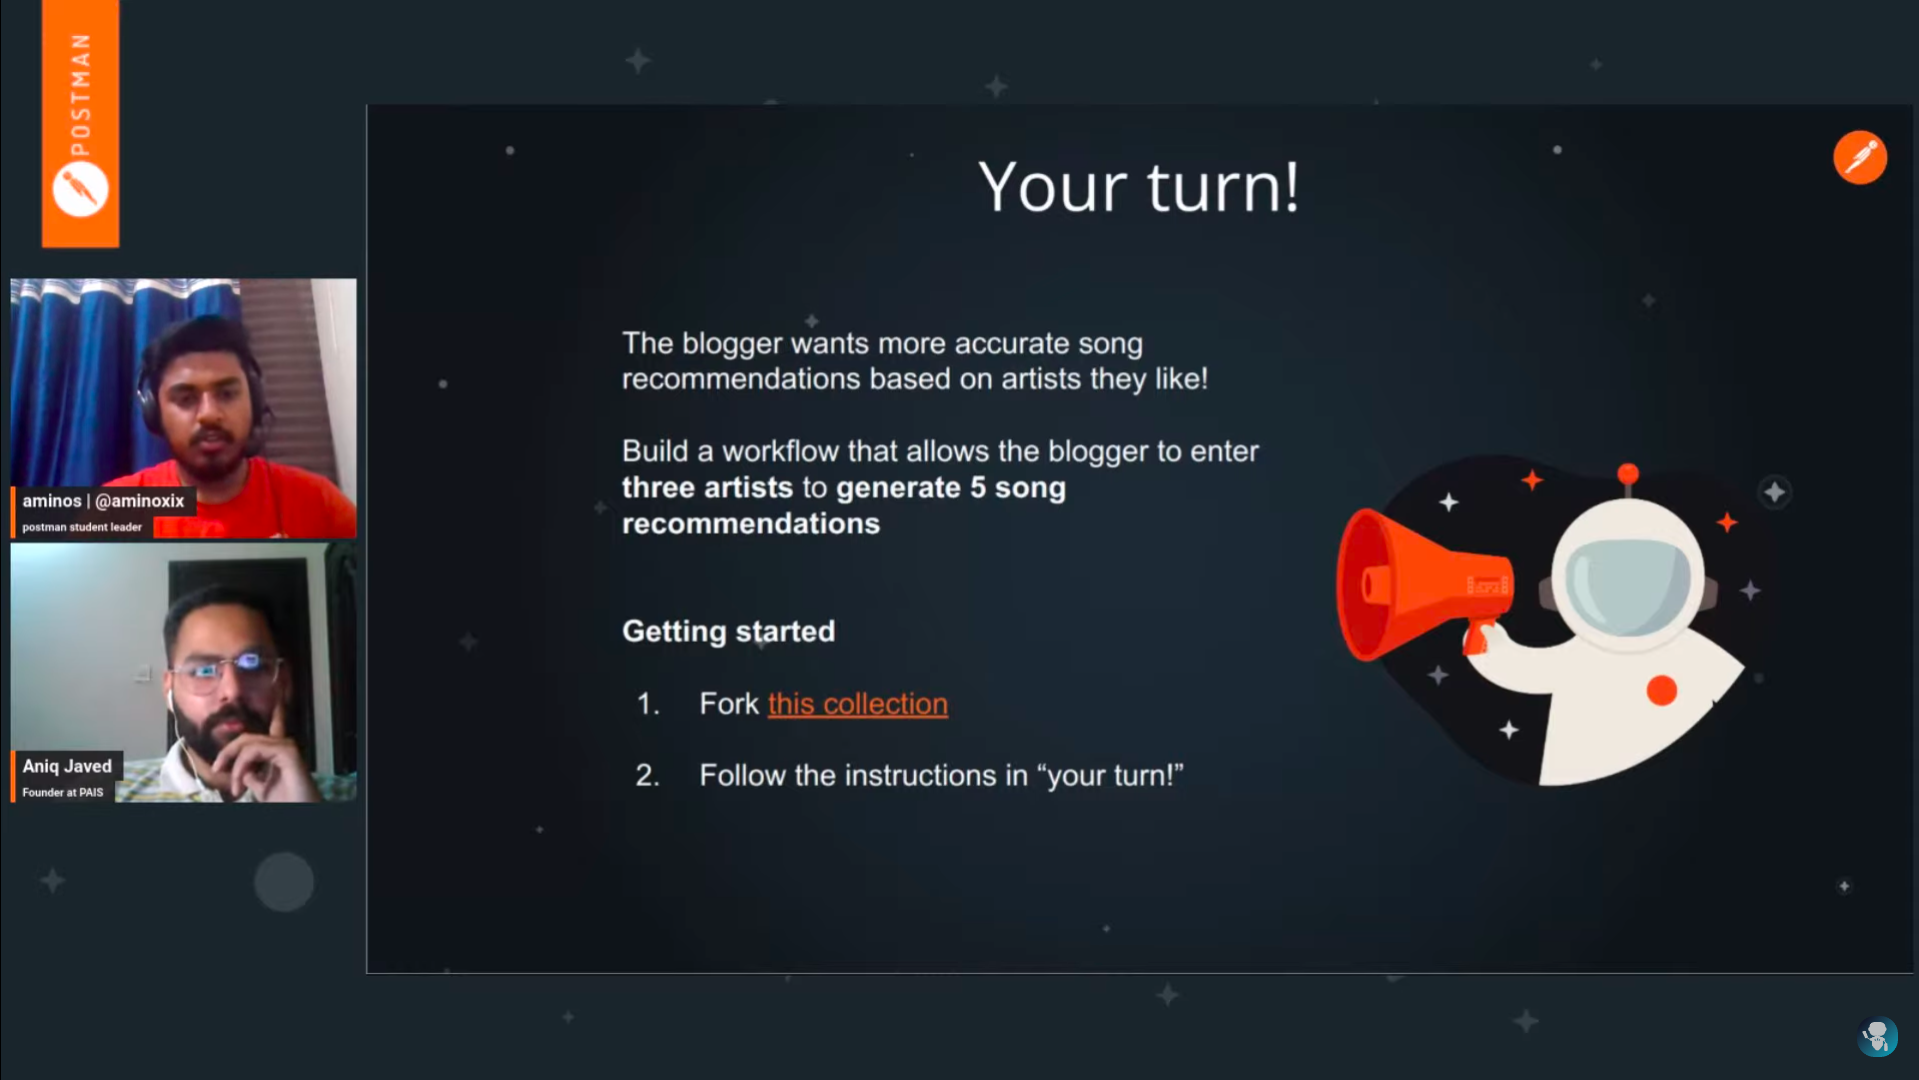 POSTMAN
aminos | @aminoxix
postman student leader
Aniq Javed
Founder at PAIS
Your turn!
The blogger wants more accurate song
recommendations based on artists they like!
Build a workflow that allows the blogger to enter
three artists to generate 5 song
recommendations
Getting started
1. Fork this collection
2. Follow the instructions in “your turn!”